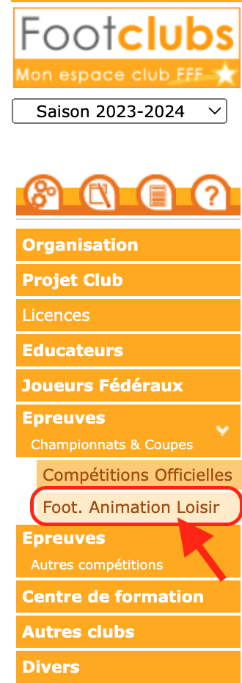 Footclubs
Mon espace club FFF
Saison 2023-2024
?
Organisation
Projet Club
Licences
Educateurs
Joueurs Fédéraux
Epreuves
Championnats & Coupes
Compétitions Officielles
Foot. Animation Loisir
Epreuves
Autres compétitions
Centre de formation
Autres clubs
Divers